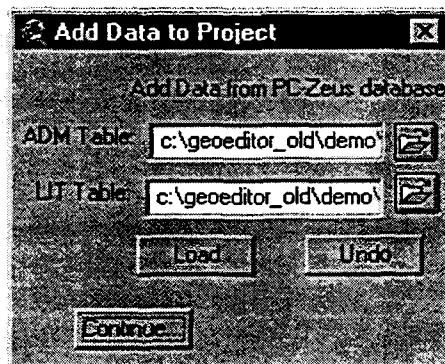 Add Data to Project
Add Data from PC-Zeus database
ADM Table: c:\geoeditor_old\demo\
LIT Table: c:\geoeditor_old\demo\
Load Undo
Continue...